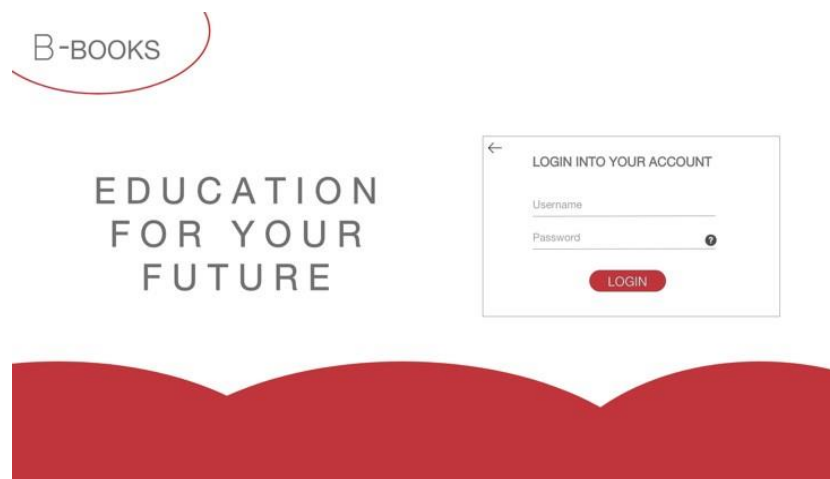 B-BOOKS
EDUCATION
FOR YOUR
FUTURE
LOGIN INTO YOUR ACCOUNT
Username
Password
?
LOGIN